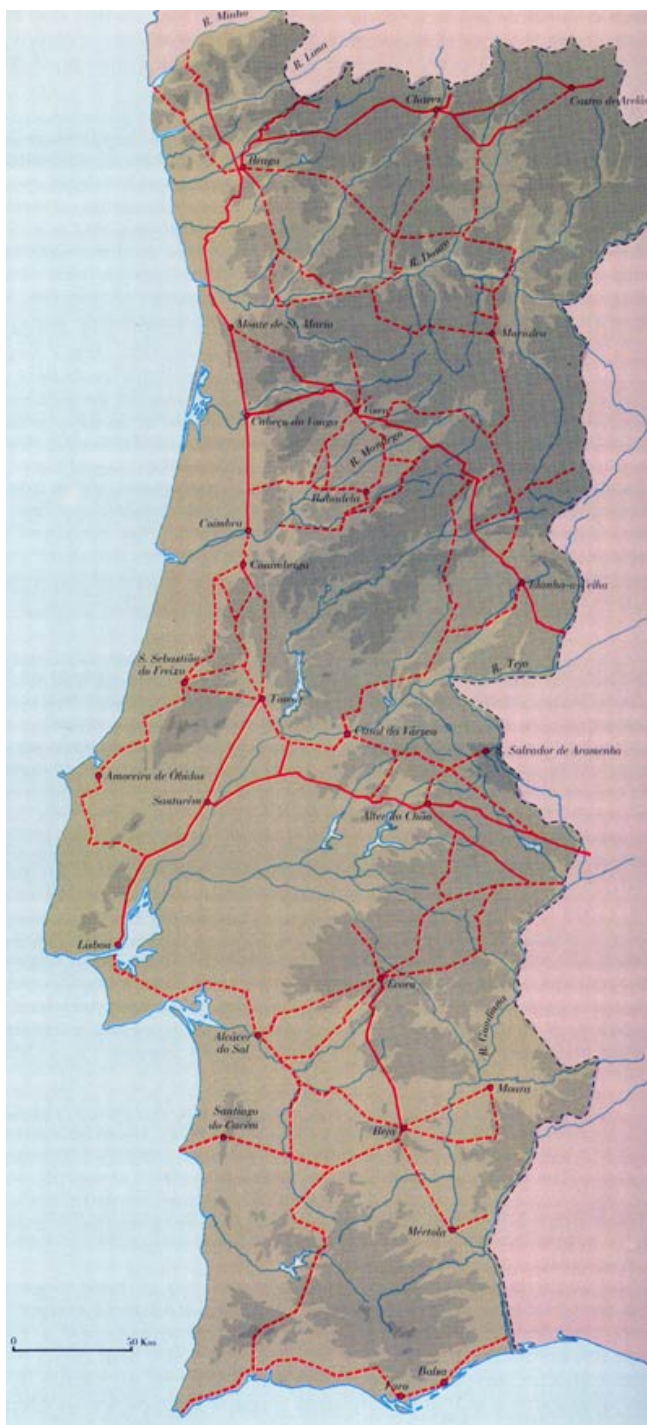 R. Minho
R. Lima
Chaves
Castro de Avelãs
Braga
R. Douro
Monte de St. Maria
Marialva
Cabeço do Vouga
Viseu
R. Mondego
Bobadela
Coimbra
Conimbriga
Idanha-a-Velha
S. Sebastião
do Freixo
R. Tejo
Tomar
Casal da Várzea
S. Salvador de Aramenha
Amoreira de Óbidos
Santarém
Alter do Chão
Lisboa
Évora
R. Guadiana
Alcácer
do Sal
Moura
Santiago
do Cacém
Beja
Mértola
0
50 Km
Balsa
Faro